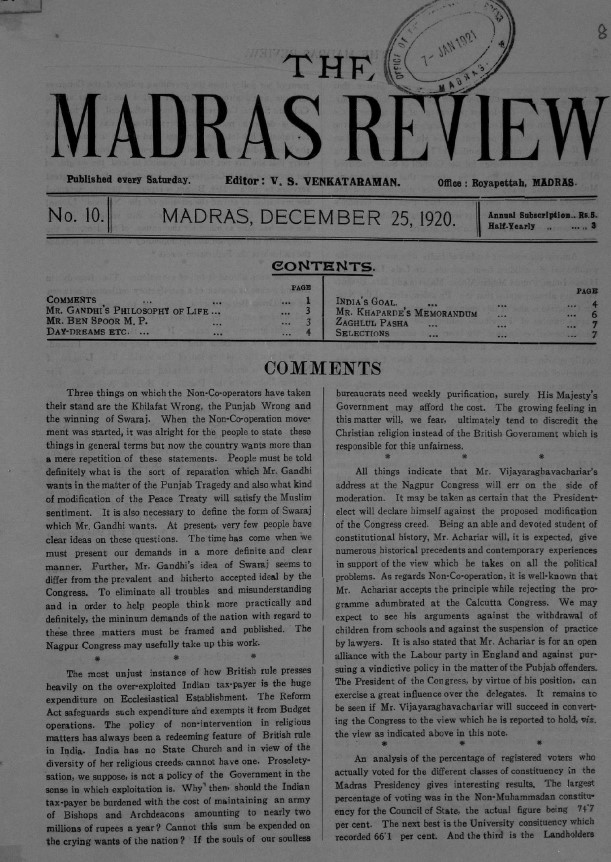 8
OFFICE OF
7- JAN 1921
MADRAS.
THE
MADRAS REVIEW
Published every Saturday. Editor: V. S. VENKATARAMAN. Office: Royapettah, MADRAS.
No. 10. MADRAS, DECEMBER 25, 1920. Annual Subscription.. Rs. 5.
Half-Yearly ,, ... ,, 3
CONTENTS.
PAGE
COMMENTS ... ... ... 1
MR. GANDHI'S PHILOSOPHY OF LIFE ... ... 3
MR. BEN SPOOR M. P. ... ... 3
DAY-DREAMS ETC. ... ... ... 4
PAGE
INDIA'S GOAL. ... ... ... 4
MR. KHAPARDE'S MEMORANDUM ... ... 6
ZAGHLUL PASHA ... ... ... 7
SELECTIONS ... ... ... 7
COMMENTS
Three things on which the Non-Co-operators have taken
their stand are the Khilafat Wrong, the Punjab Wrong and
the winning of Swaraj. When the Non-Co-operation move-
ment was started, it was alright for the people to state these
things in general terms but now the country wants more than
a mere repetition of these statements. People must be told
definitely what is the sort of reparation which Mr. Gandhi
wants in the matter of the Punjab Tragedy and also what kind
of modification of the Peace Treaty will satisfy the Muslim
sentiment. It is also necessary to define the form of Swaraj
which Mr. Gandhi wants. At present, very few people have
clear ideas on these questions. The time has come when we
must present our demands in a more definite and clear
manner. Further, Mr. Gandhi's idea of Swaraj seems to
differ from the prevalent and hisherto accepted ideal by the
Congress. To eliminate all troubles and misunderstanding
and in order to help people think more practically and
definitely, the mininum demands of the nation with regard to
these three matters must be framed and published. The
Nagpur Congress may usefully take up this work.
* * *
The most unjust instance of how British rule presses
heavily on the over-exploited Indian tax-payer is the huge
expenditure on Ecclesiastical Establishment. The Reform
Act safeguards such expenditure and exempts it from Budget
operations. The policy of non-intervention in religious
matters has always been a redeeming feature of British rule
in India. India has no State Church and in view of the
diversity of her religious creeds, cannot have one. Proselety-
sation, we suppose, is not a policy of the Government in the
sense in which exploitation is. Why then should the Indian
tax-payer be burdened with the cost of maintaining an army
of Bishops and Archdeacons amounting to nearly two
millions of rupees a year? Cannot this sum be expended on
the crying wants of the nation? If the souls of our soulless
bureaucrats need weekly purification, surely His Majesty's
Government may afford the cost. The growing feeling in
this matter will, we fear, ultimately tend to discredit the
Christian religion instead of the British Government which is
responsible for this unfairness.
* * *
All things indicate that Mr. Vijayaraghavachariar's
address at the Nagpur Congress will err on the side of
moderation. It may be taken as certain that the President-
elect will declare himself against the proposed modification
of the Congress creed. Being an able and devoted student of
constitutional history, Mr. Achariar will, it is expected, give
numerous historical precedents and contemporary experiences
in support of the view which he takes on all the political
problems. As regards Non-Co-operation, it is well-known that
Mr. Achariar accepts the principle while rejecting the pro-
gramme adumbrated at the Calcutta Congress. We may
expect to see his arguments against the withdrawal of
children from schools and against the suspension of practice
by lawyers. It is also stated that Mr. Achariar is for an open
alliance with the Labour party in England and against pur-
suing a vindictive policy in the matter of the Pubjab offenders.
The President of the Congress, by virtue of his position, can
exercise a great influence over the delegates. It remains to
be seen if Mr. Vijayaraghavachariar will succeed in convert-
ing the Congress to the view which he is reported to hold, viz.
the view as indicated above in this note.
* * *
An analysis of the percentage of registered voters who
actually voted for the different classes of constituency in the
Madras Presidency gives interesting results. The largest
percentage of voting was in the Non-Muhammadan constitu-
ency for the Council of State, the actual figure being 74·7
per cent. The next best is the University constituency which
recorded 66·1 per cent. And the third is the Landholders